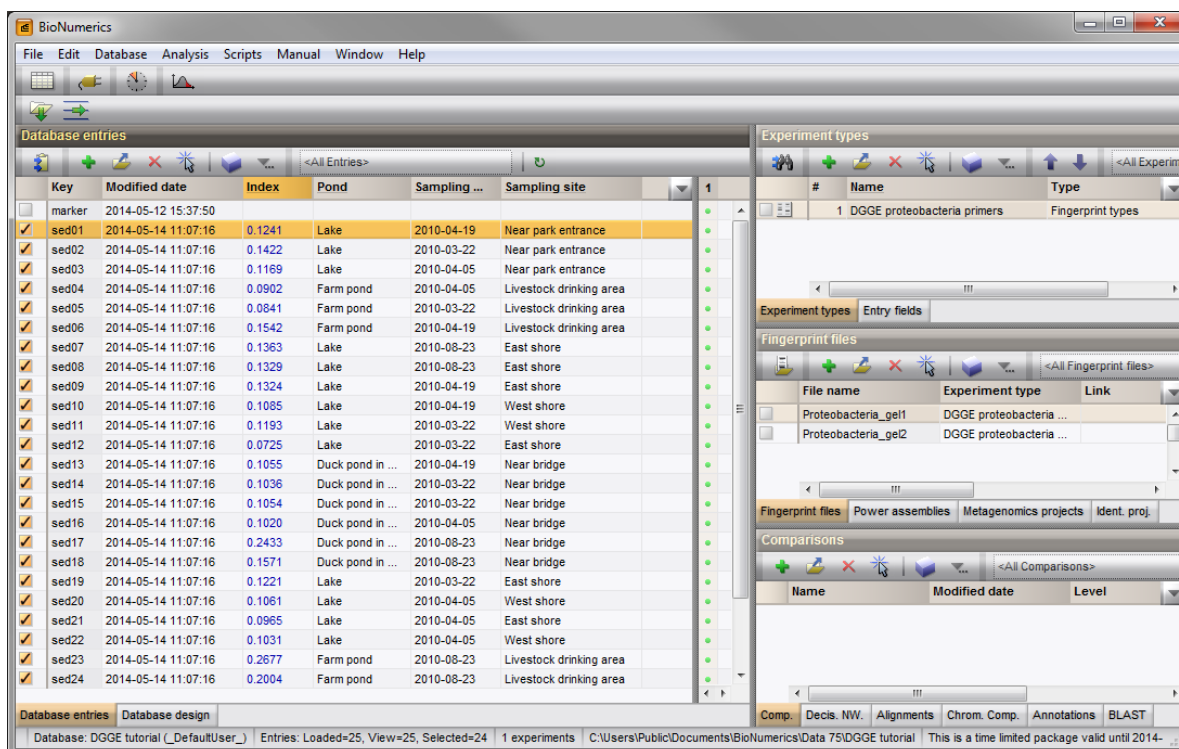 BioNumerics
File Edit Database Analysis Scripts Manual Window Help
Database entries
<All Entries>
Key Modified date Index Pond Sampling ... Sampling site 1
marker 2014-05-12 15:37:50
sed01 2014-05-14 11:07:16 0.1241 Lake 2010-04-19 Near park entrance
sed02 2014-05-14 11:07:16 0.1422 Lake 2010-03-22 Near park entrance
sed03 2014-05-14 11:07:16 0.1169 Lake 2010-04-05 Near park entrance
sed04 2014-05-14 11:07:16 0.0902 Farm pond 2010-04-05 Livestock drinking area
sed05 2014-05-14 11:07:16 0.0841 Farm pond 2010-03-22 Livestock drinking area
sed06 2014-05-14 11:07:16 0.1542 Farm pond 2010-04-19 Livestock drinking area
sed07 2014-05-14 11:07:16 0.1363 Lake 2010-08-23 East shore
sed08 2014-05-14 11:07:16 0.1329 Lake 2010-08-23 East shore
sed09 2014-05-14 11:07:16 0.1324 Lake 2010-04-19 East shore
sed10 2014-05-14 11:07:16 0.1085 Lake 2010-04-19 West shore
sed11 2014-05-14 11:07:16 0.1193 Lake 2010-03-22 West shore
sed12 2014-05-14 11:07:16 0.0725 Lake 2010-03-22 East shore
sed13 2014-05-14 11:07:16 0.1055 Duck pond in ... 2010-04-19 Near bridge
sed14 2014-05-14 11:07:16 0.1036 Duck pond in ... 2010-03-22 Near bridge
sed15 2014-05-14 11:07:16 0.1054 Duck pond in ... 2010-03-22 Near bridge
sed16 2014-05-14 11:07:16 0.1020 Duck pond in ... 2010-04-05 Near bridge
sed17 2014-05-14 11:07:16 0.2433 Duck pond in ... 2010-08-23 Near bridge
sed18 2014-05-14 11:07:16 0.1571 Duck pond in ... 2010-08-23 Near bridge
sed19 2014-05-14 11:07:16 0.1221 Lake 2010-03-22 East shore
sed20 2014-05-14 11:07:16 0.1061 Lake 2010-04-05 West shore
sed21 2014-05-14 11:07:16 0.0965 Lake 2010-04-05 East shore
sed22 2014-05-14 11:07:16 0.1031 Lake 2010-04-05 West shore
sed23 2014-05-14 11:07:16 0.2677 Farm pond 2010-08-23 Livestock drinking area
sed24 2014-05-14 11:07:16 0.2004 Farm pond 2010-08-23 Livestock drinking area
Database entries Database design
Experiment types
<All Experim
# Name Type
1 DGGE proteobacteria primers Fingerprint types
Experiment types Entry fields
Fingerprint files
<All Fingerprint files>
File name Experiment type Link
Proteobacteria_gel1 DGGE proteobacteria ...
Proteobacteria_gel2 DGGE proteobacteria ...
Fingerprint files Power assemblies Metagenomics projects Ident. proj.
Comparisons
<All Comparisons>
Name Modified date Level
Comp. Decis. NW. Alignments Chrom. Comp. Annotations BLAST
Database: DGGE tutorial (_DefaultUser_) Entries: Loaded=25, View=25, Selected=24 1 experiments C:\Users\Public\Documents\BioNumerics\Data 75\DGGE tutorial This is a time limited package valid until 2014-